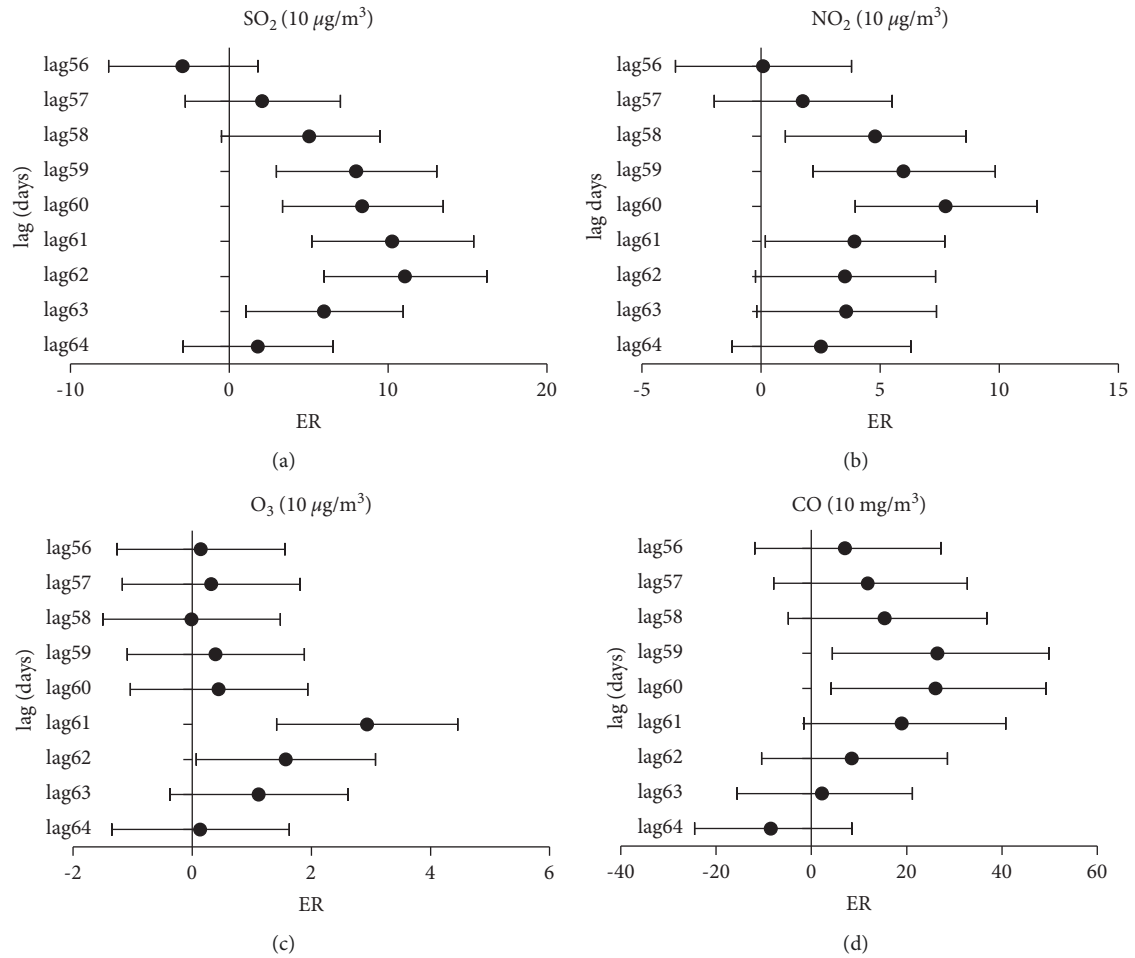 SO₂ (10 μg/m³)
lag (days)
lag56
lag57
lag58
lag59
lag60
lag61
lag62
lag63
lag64
-10 0 10 20
ER
(a)
NO₂ (10 μg/m³)
lag days
lag56
lag57
lag58
lag59
lag60
lag61
lag62
lag63
lag64
-5 0 5 10 15
ER
(b)
O₃ (10 μg/m³)
lag (days)
lag56
lag57
lag58
lag59
lag60
lag61
lag62
lag63
lag64
-2 0 2 4 6
ER
(c)
CO (10 mg/m³)
lag (days)
lag56
lag57
lag58
lag59
lag60
lag61
lag62
lag63
lag64
-40 -20 0 20 40 60
ER
(d)